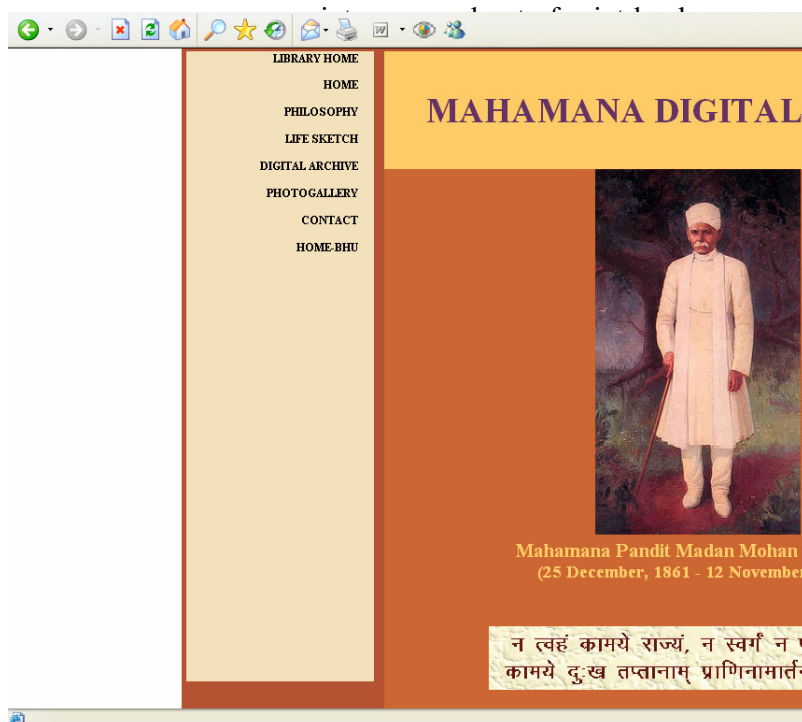 LIBRARY HOME
HOME
PHILOSOPHY
LIFE SKETCH
DIGITAL ARCHIVE
PHOTOGALLERY
CONTACT
HOME-BHU
MAHAMANA DIGITAL
Mahamana Pandit Madan Mohan
(25 December, 1861 - 12 November
न त्वहं कामये राज्यं, न स्वर्गं न
कामये दु:ख तप्तानाम् प्राणिनामार्त